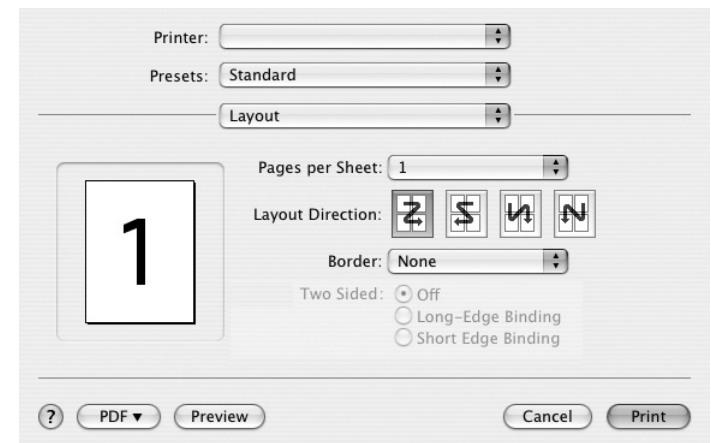 Printer:
Presets: Standard
Layout
Pages per Sheet: 1
1
Layout Direction:
Border: None
Two Sided: Off
Long-Edge Binding
Short Edge Binding
? PDF▼ Preview Cancel Print